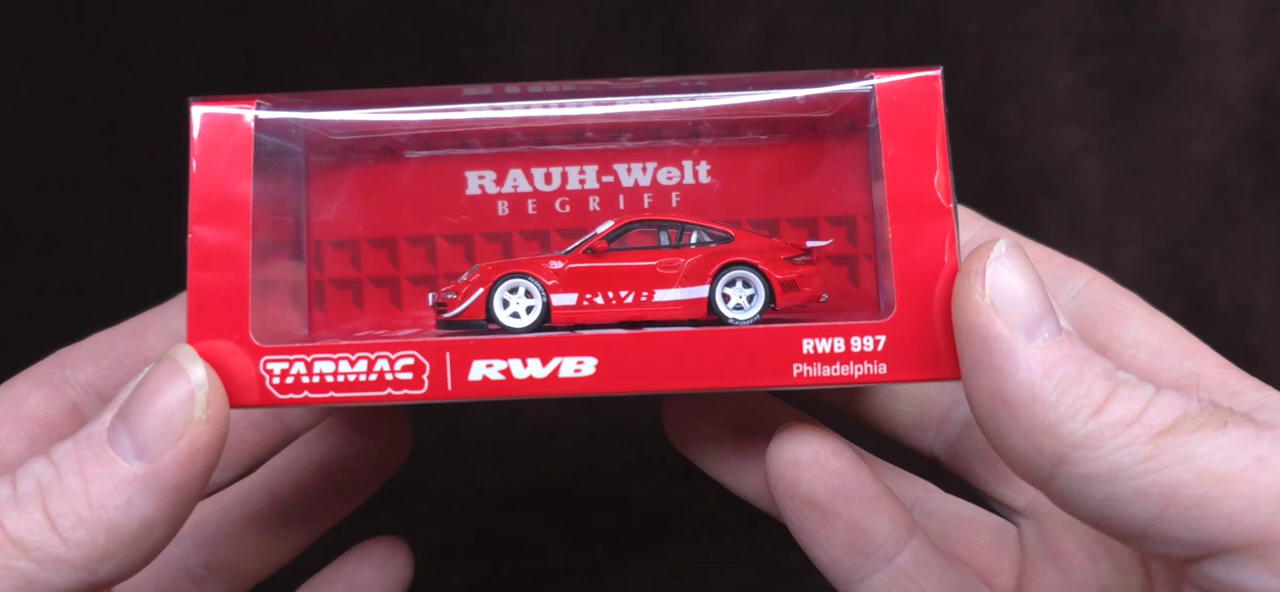 RAUH-Welt
BEGRIFF
RWB
TARMAC
RWB
RWB 997
Philadelphia